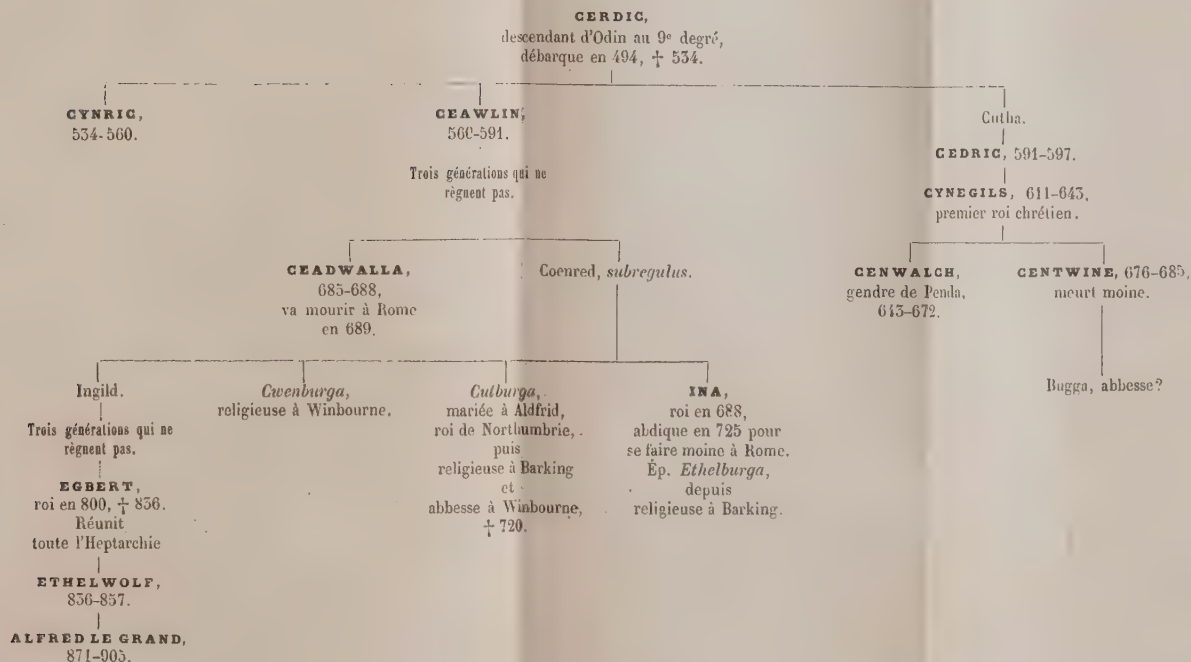 CERDIC,
descendant d'Odin au 9e degré,
débarque en 494, † 534.
CYNRIC,
534-560.
CEAWLIN,
560-591.
Trois générations qui ne
règnent pas.
Cutha.
CEDRIC, 591-597.
CYNEGILS, 611-643,
premier roi chrétien.
CEADWALLA,
685-688,
va mourir à Rome
en 689.
Coenred, subregulus.
CENWALCH,
gendre de Penda,
643-672.
CENTWINE, 676-685,
meurt moine.
Bugga, abbesse?
Ingild.
Trois générations qui ne
règnent pas.
EGBERT,
roi en 800, † 836.
Réunit
toute l'Heptarchie
ETHELWOLF,
836-857.
ALFRED LE GRAND,
871-905.
Cwenburga,
religieuse à Winbourne.
Cutburga,
mariée à Aldfrid,
roi de Northumbrie,
puis
religieuse à Barking
et
abbesse à Winbourne,
† 720.
INA,
roi en 688,
abdique en 725 pour
se faire moine à Rome.
Ép. Ethelburga,
depuis
religieuse à Barking.